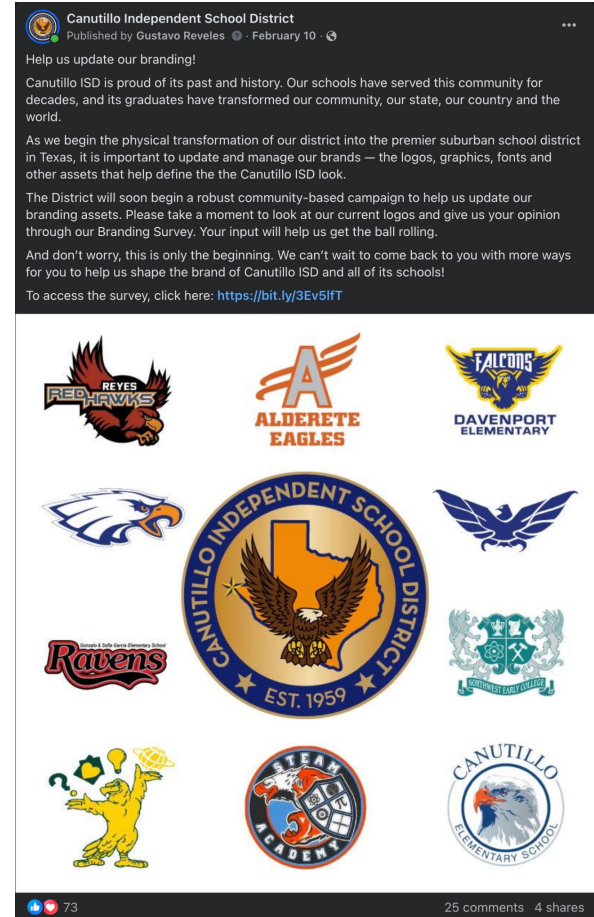 Canutillo Independent School District
Published by Gustavo Reveles · February 10 ·
Help us update our branding!
Canutillo ISD is proud of its past and history. Our schools have served this community for
decades, and its graduates have transformed our community, our state, our country and the
world.
As we begin the physical transformation of our district into the premier suburban school district
in Texas, it is important to update and manage our brands — the logos, graphics, fonts and
other assets that help define the the Canutillo ISD look.
The District will soon begin a robust community-based campaign to help us update our
branding assets. Please take a moment to look at our current logos and give us your opinion
through our Branding Survey. Your input will help us get the ball rolling.
And don't worry, this is only the beginning. We can't wait to come back to you with more ways
for you to help us shape the brand of Canutillo ISD and all of its schools!
To access the survey, click here: https://bit.ly/3Ev5lfT
REYES
REDHAWKS
A
ALDERETE
EAGLES
FALCONS
DAVENPORT
ELEMENTARY
CANUTILLO INDEPENDENT SCHOOL DISTRICT
EST. 1959
Gonzalo & Sofia Garcia Elementary School
Ravens
NORTHWEST EARLY COLLEGE
?
STEAM
ACADEMY
π
CANUTILLO
ELEMENTARY SCHOOL
73
25 comments 4 shares